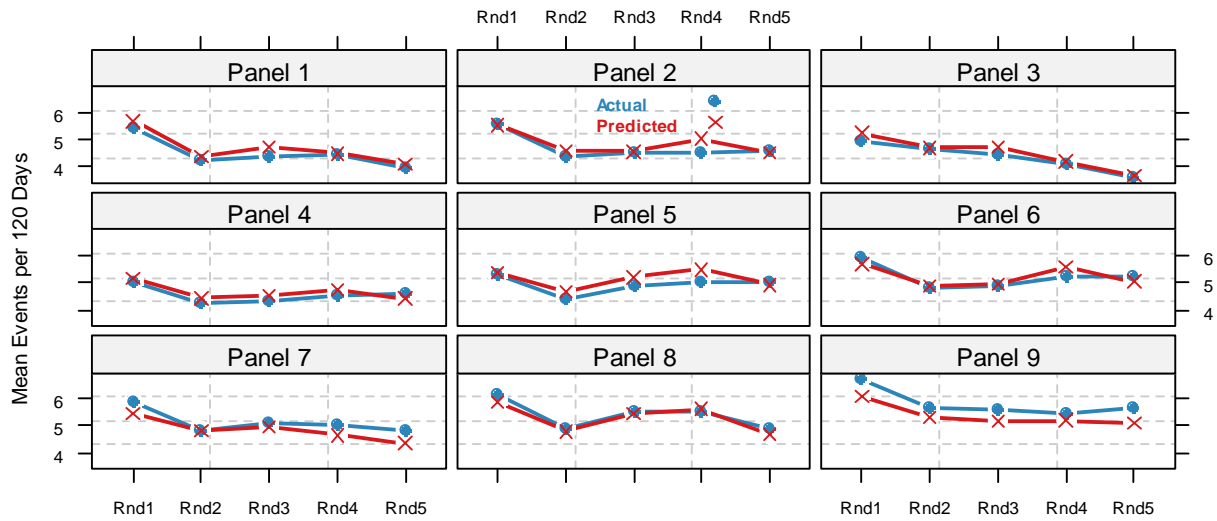 Rnd1 Rnd2 Rnd3 Rnd4 Rnd5
Panel 1 Panel 2 Panel 3
Actual
Predicted
6
5
4
Panel 4 Panel 5 Panel 6
6
5
4
Panel 7 Panel 8 Panel 9
6
5
4
Mean Events per 120 Days
Rnd1 Rnd2 Rnd3 Rnd4 Rnd5 Rnd1 Rnd2 Rnd3 Rnd4 Rnd5